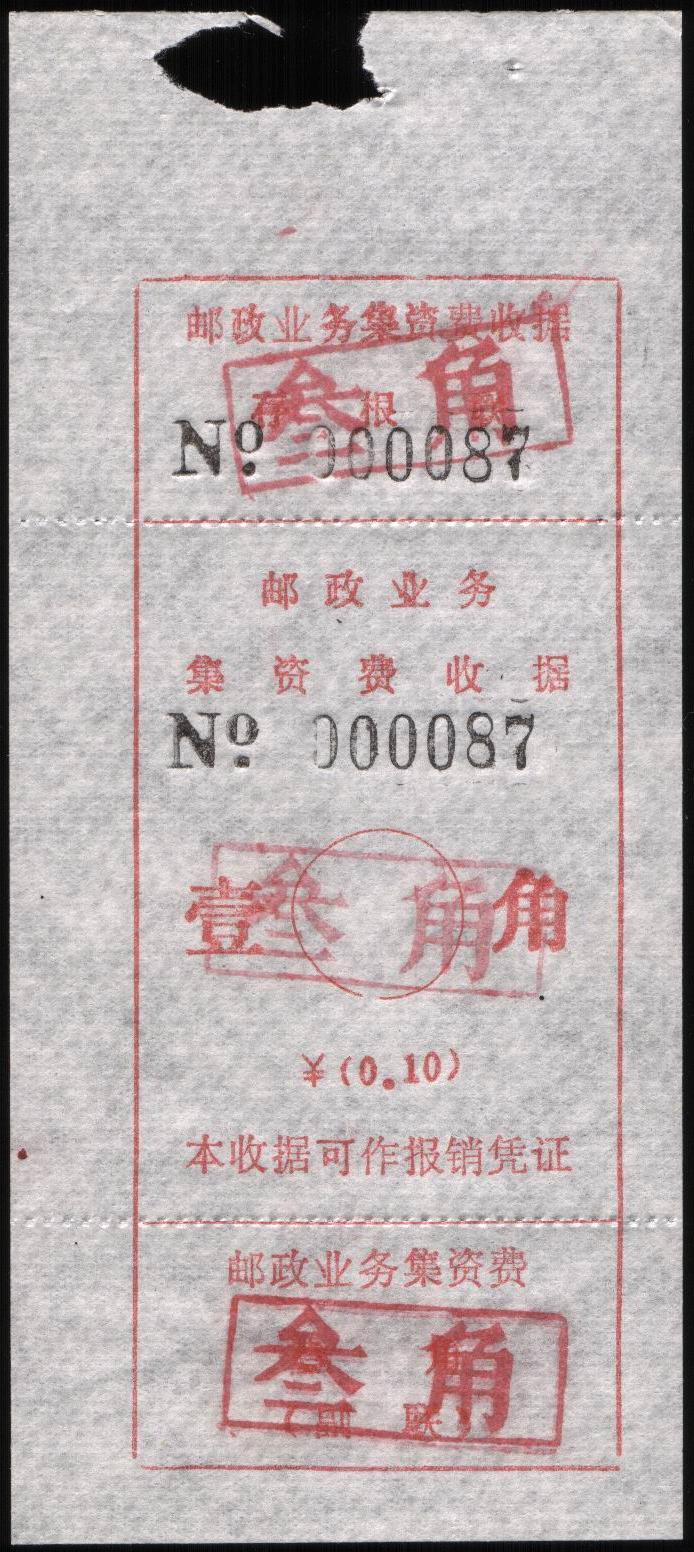 邮政业务集资费收据
叁角
存根联
Nº 000087
邮政业务
集资费收据
Nº 000087
壹角
叁角
¥(0.10)
本收据可作报销凭证
邮政业务集资费
叁角
联